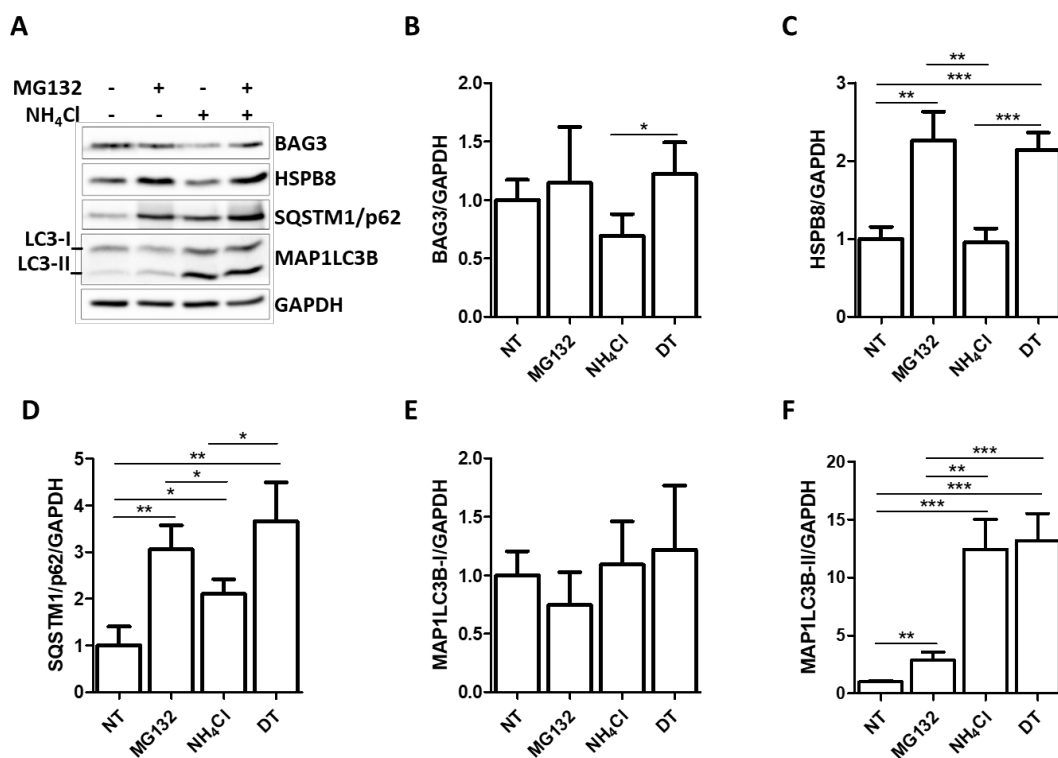 A
MG132 - + - +
NH₄Cl - - + +
BAG3
HSPB8
SQSTM1/p62
LC3-I
LC3-II
MAP1LC3B
GAPDH
B
BAG3/GAPDH
2.0
1.5
1.0
0.5
0.0
*
NT MG132 NH₄Cl DT
C
HSPB8/GAPDH
3
2
1
0
**
***
** ***
NT MG132 NH₄Cl DT
D
SQSTM1/p62/GAPDH
5
4
3
2
1
0
*
**
*
*
**
NT MG132 NH₄Cl DT
E
MAP1LC3B-I/GAPDH
2.0
1.5
1.0
0.5
0.0
NT MG132 NH₄Cl DT
F
MAP1LC3B-II/GAPDH
20
15
10
5
0
***
**
***
***
**
NT MG132 NH₄Cl DT